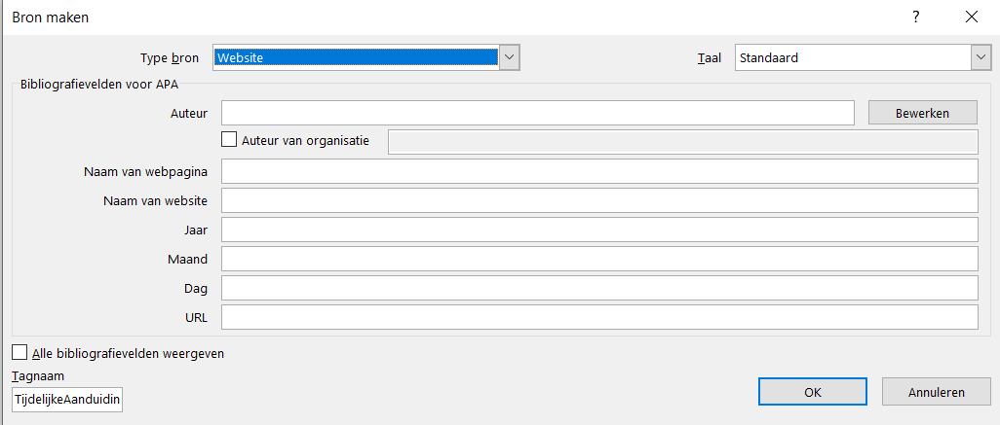 Bron maken ?
Type bron Website Taal Standaard
Bibliografievelden voor APA
Auteur Bewerken
Auteur van organisatie
Naam van webpagina
Naam van website
Jaar
Maand
Dag
URL
Alle bibliografievelden weergeven
Tagnaam
TijdelijkeAanduidin
OK Annuleren